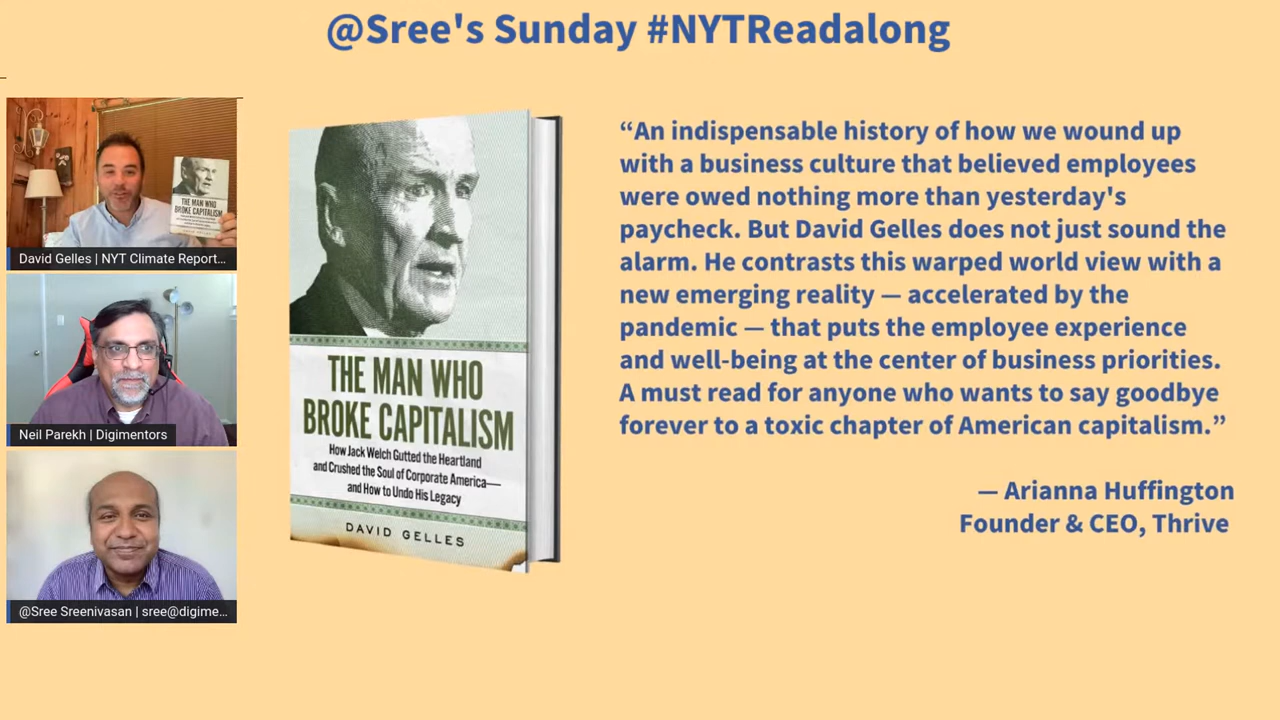 @Sree's Sunday #NYTReadalong
THE MAN WHO
BROKE CAPITALISM
David Gelles | NYT Climate Report...
Neil Parekh | Digimentors
@Sree Sreenivasan | sree@digime...
THE MAN WHO
BROKE CAPITALISM
How Jack Welch Gutted the Heartland
and Crushed the Soul of Corporate America—
and How to Undo His Legacy
DAVID GELLES
“An indispensable history of how we wound up
with a business culture that believed employees
were owed nothing more than yesterday's
paycheck. But David Gelles does not just sound the
alarm. He contrasts this warped world view with a
new emerging reality — accelerated by the
pandemic — that puts the employee experience
and well-being at the center of business priorities.
A must read for anyone who wants to say goodbye
forever to a toxic chapter of American capitalism.”
— Arianna Huffington
Founder & CEO, Thrive